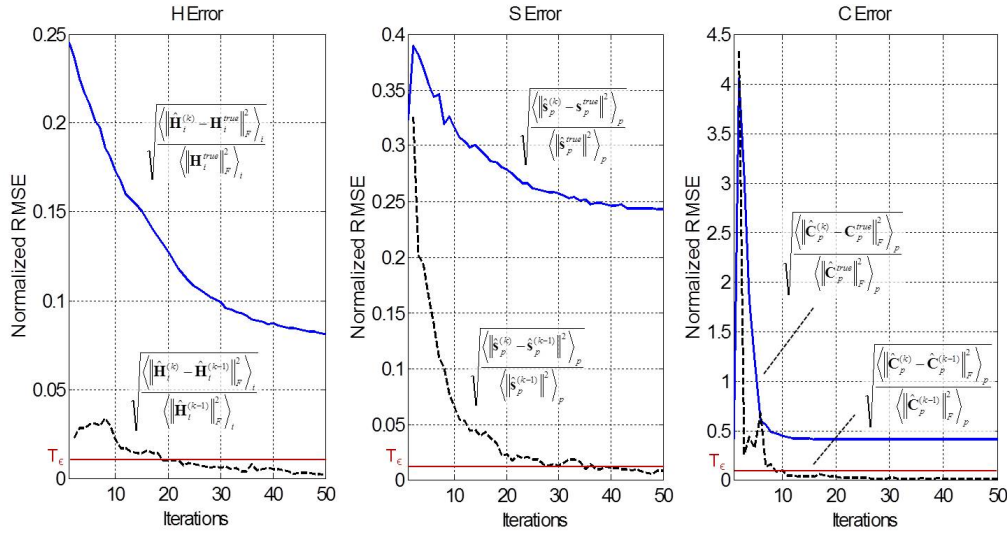 H Error
Normalized RMSE
0.25
0.2
0.15
0.1
0.05
T_ϵ
0
10 20 30 40 50
Iterations
√(⟨‖Ĥ_t^(k) − H_t^true‖_F^2⟩_t / ⟨‖H_t^true‖_F^2⟩_t)
√(⟨‖Ĥ_t^(k) − Ĥ_t^(k-1)‖_F^2⟩_t / ⟨‖Ĥ_t^(k-1)‖_F^2⟩_t)
S Error
Normalized RMSE
0.4
0.35
0.3
0.25
0.2
0.15
0.1
0.05
T_ϵ
0
10 20 30 40 50
Iterations
√(⟨‖ŝ_p^(k) − s_p^true‖^2⟩_p / ⟨‖ŝ_p^true‖^2⟩_p)
√(⟨‖ŝ_p^(k) − ŝ_p^(k-1)‖^2⟩_p / ⟨‖ŝ_p^(k-1)‖^2⟩_p)
C Error
Normalized RMSE
4.5
4
3.5
3
2.5
2
1.5
1
0.5
T_ϵ
0
10 20 30 40 50
Iterations
√(⟨‖Ĉ_p^(k) − C_p^true‖_F^2⟩_p / ⟨‖Ĉ_p^true‖_F^2⟩_p)
√(⟨‖Ĉ_p^(k) − Ĉ_p^(k-1)‖_F^2⟩_p / ⟨‖Ĉ_p^(k-1)‖_F^2⟩_p)